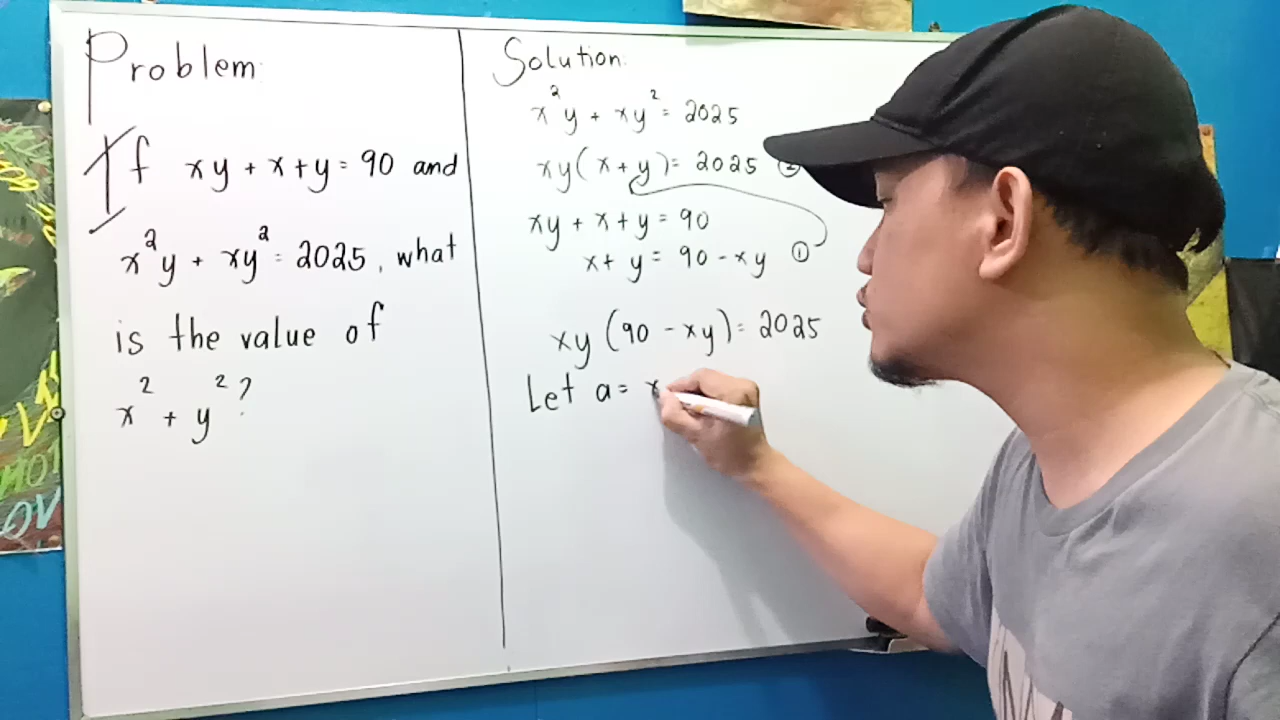 Problem:
If xy + x + y = 90 and
x²y + xy² = 2025, what
is the value of
x² + y² ?
Solution:
x²y + xy² = 2025
xy(x + y) = 2025 ②
xy + x + y = 90
x + y = 90 - xy ①
xy (90 - xy) = 2025
Let a = x